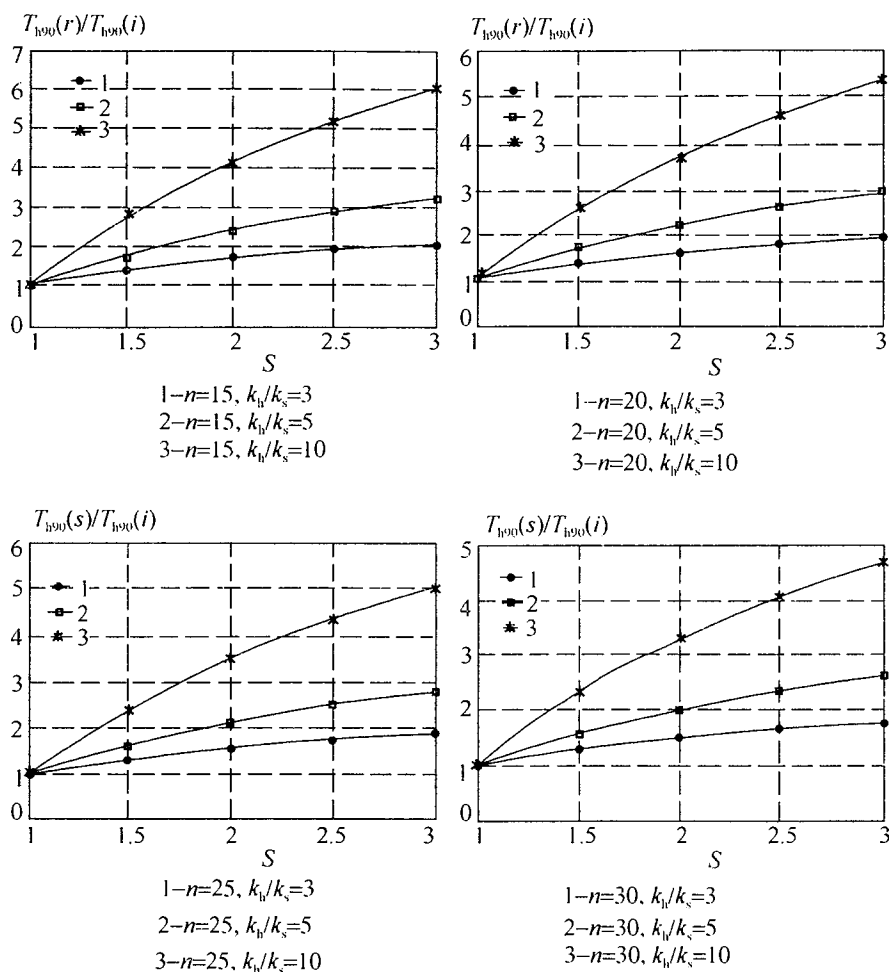 T_h90(r)/T_h90(i)
7
6
5
4
3
2
1
0
1
2
3
1 1.5 2 2.5 3
S
1–n=15, k_h/k_s=3
2–n=15, k_h/k_s=5
3–n=15, k_h/k_s=10
T_h90(r)/T_h90(i)
6
5
4
3
2
1
0
1
2
3
1 1.5 2 2.5 3
S
1–n=20, k_h/k_s=3
2–n=20, k_h/k_s=5
3–n=20, k_h/k_s=10
T_h90(s)/T_h90(i)
6
5
4
3
2
1
0
1
2
3
1 1.5 2 2.5 3
S
1–n=25, k_h/k_s=3
2–n=25, k_h/k_s=5
3–n=25, k_h/k_s=10
T_h90(s)/T_h90(i)
5
4
3
2
1
0
1
2
3
1 1.5 2 2.5 3
S
1–n=30, k_h/k_s=3
2–n=30, k_h/k_s=5
3–n=30, k_h/k_s=10